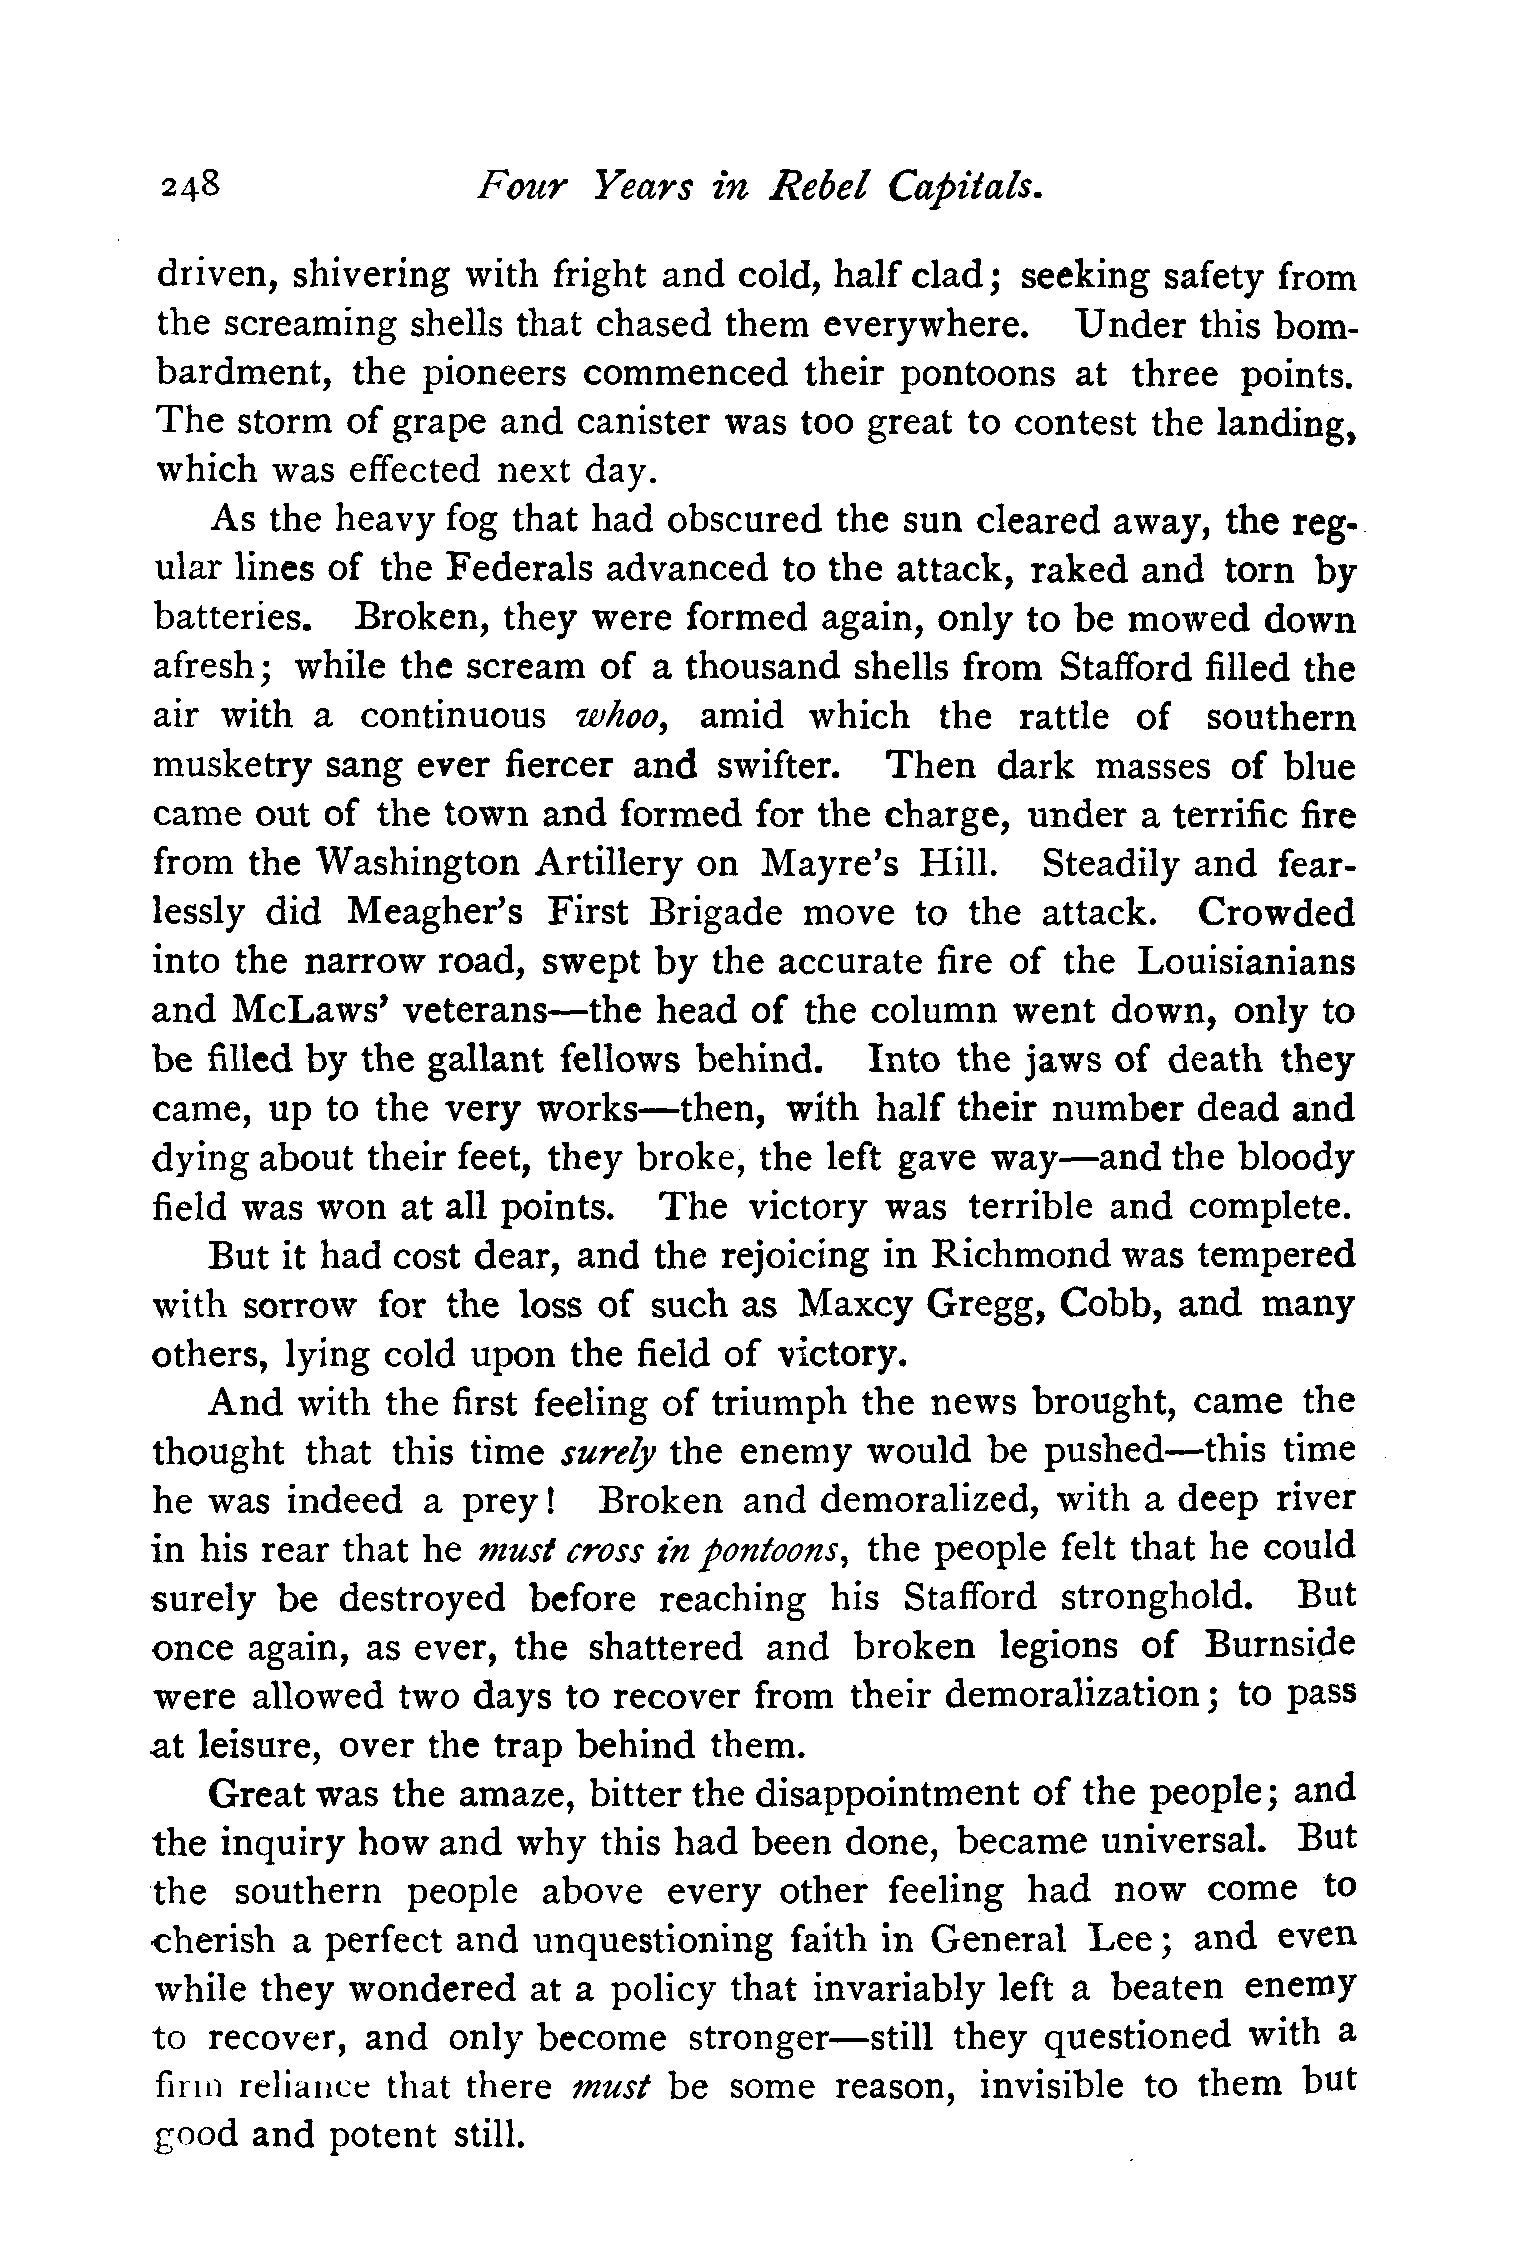 248 Four Years in Rebel Capitals.
driven, shivering with fright and cold, half clad; seeking safety from
the screaming shells that chased them everywhere. Under this bom-
bardment, the pioneers commenced their pontoons at three points.
The storm of grape and canister was too great to contest the landing,
which was effected next day.
As the heavy fog that had obscured the sun cleared away, the reg-
ular lines of the Federals advanced to the attack, raked and torn by
batteries. Broken, they were formed again, only to be mowed down
afresh; while the scream of a thousand shells from Stafford filled the
air with a continuous whoo, amid which the rattle of southern
musketry sang ever fiercer and swifter. Then dark masses of blue
came out of the town and formed for the charge, under a terrific fire
from the Washington Artillery on Mayre's Hill. Steadily and fear-
lessly did Meagher's First Brigade move to the attack. Crowded
into the narrow road, swept by the accurate fire of the Louisianians
and McLaws' veterans—the head of the column went down, only to
be filled by the gallant fellows behind. Into the jaws of death they
came, up to the very works—then, with half their number dead and
dying about their feet, they broke, the left gave way—and the bloody
field was won at all points. The victory was terrible and complete.
But it had cost dear, and the rejoicing in Richmond was tempered
with sorrow for the loss of such as Maxcy Gregg, Cobb, and many
others, lying cold upon the field of victory.
And with the first feeling of triumph the news brought, came the
thought that this time surely the enemy would be pushed—this time
he was indeed a prey! Broken and demoralized, with a deep river
in his rear that he must cross in pontoons, the people felt that he could
surely be destroyed before reaching his Stafford stronghold. But
once again, as ever, the shattered and broken legions of Burnside
were allowed two days to recover from their demoralization; to pass
at leisure, over the trap behind them.
Great was the amaze, bitter the disappointment of the people; and
the inquiry how and why this had been done, became universal. But
the southern people above every other feeling had now come to
cherish a perfect and unquestioning faith in General Lee; and even
while they wondered at a policy that invariably left a beaten enemy
to recover, and only become stronger—still they questioned with a
firm reliance that there must be some reason, invisible to them but
good and potent still.